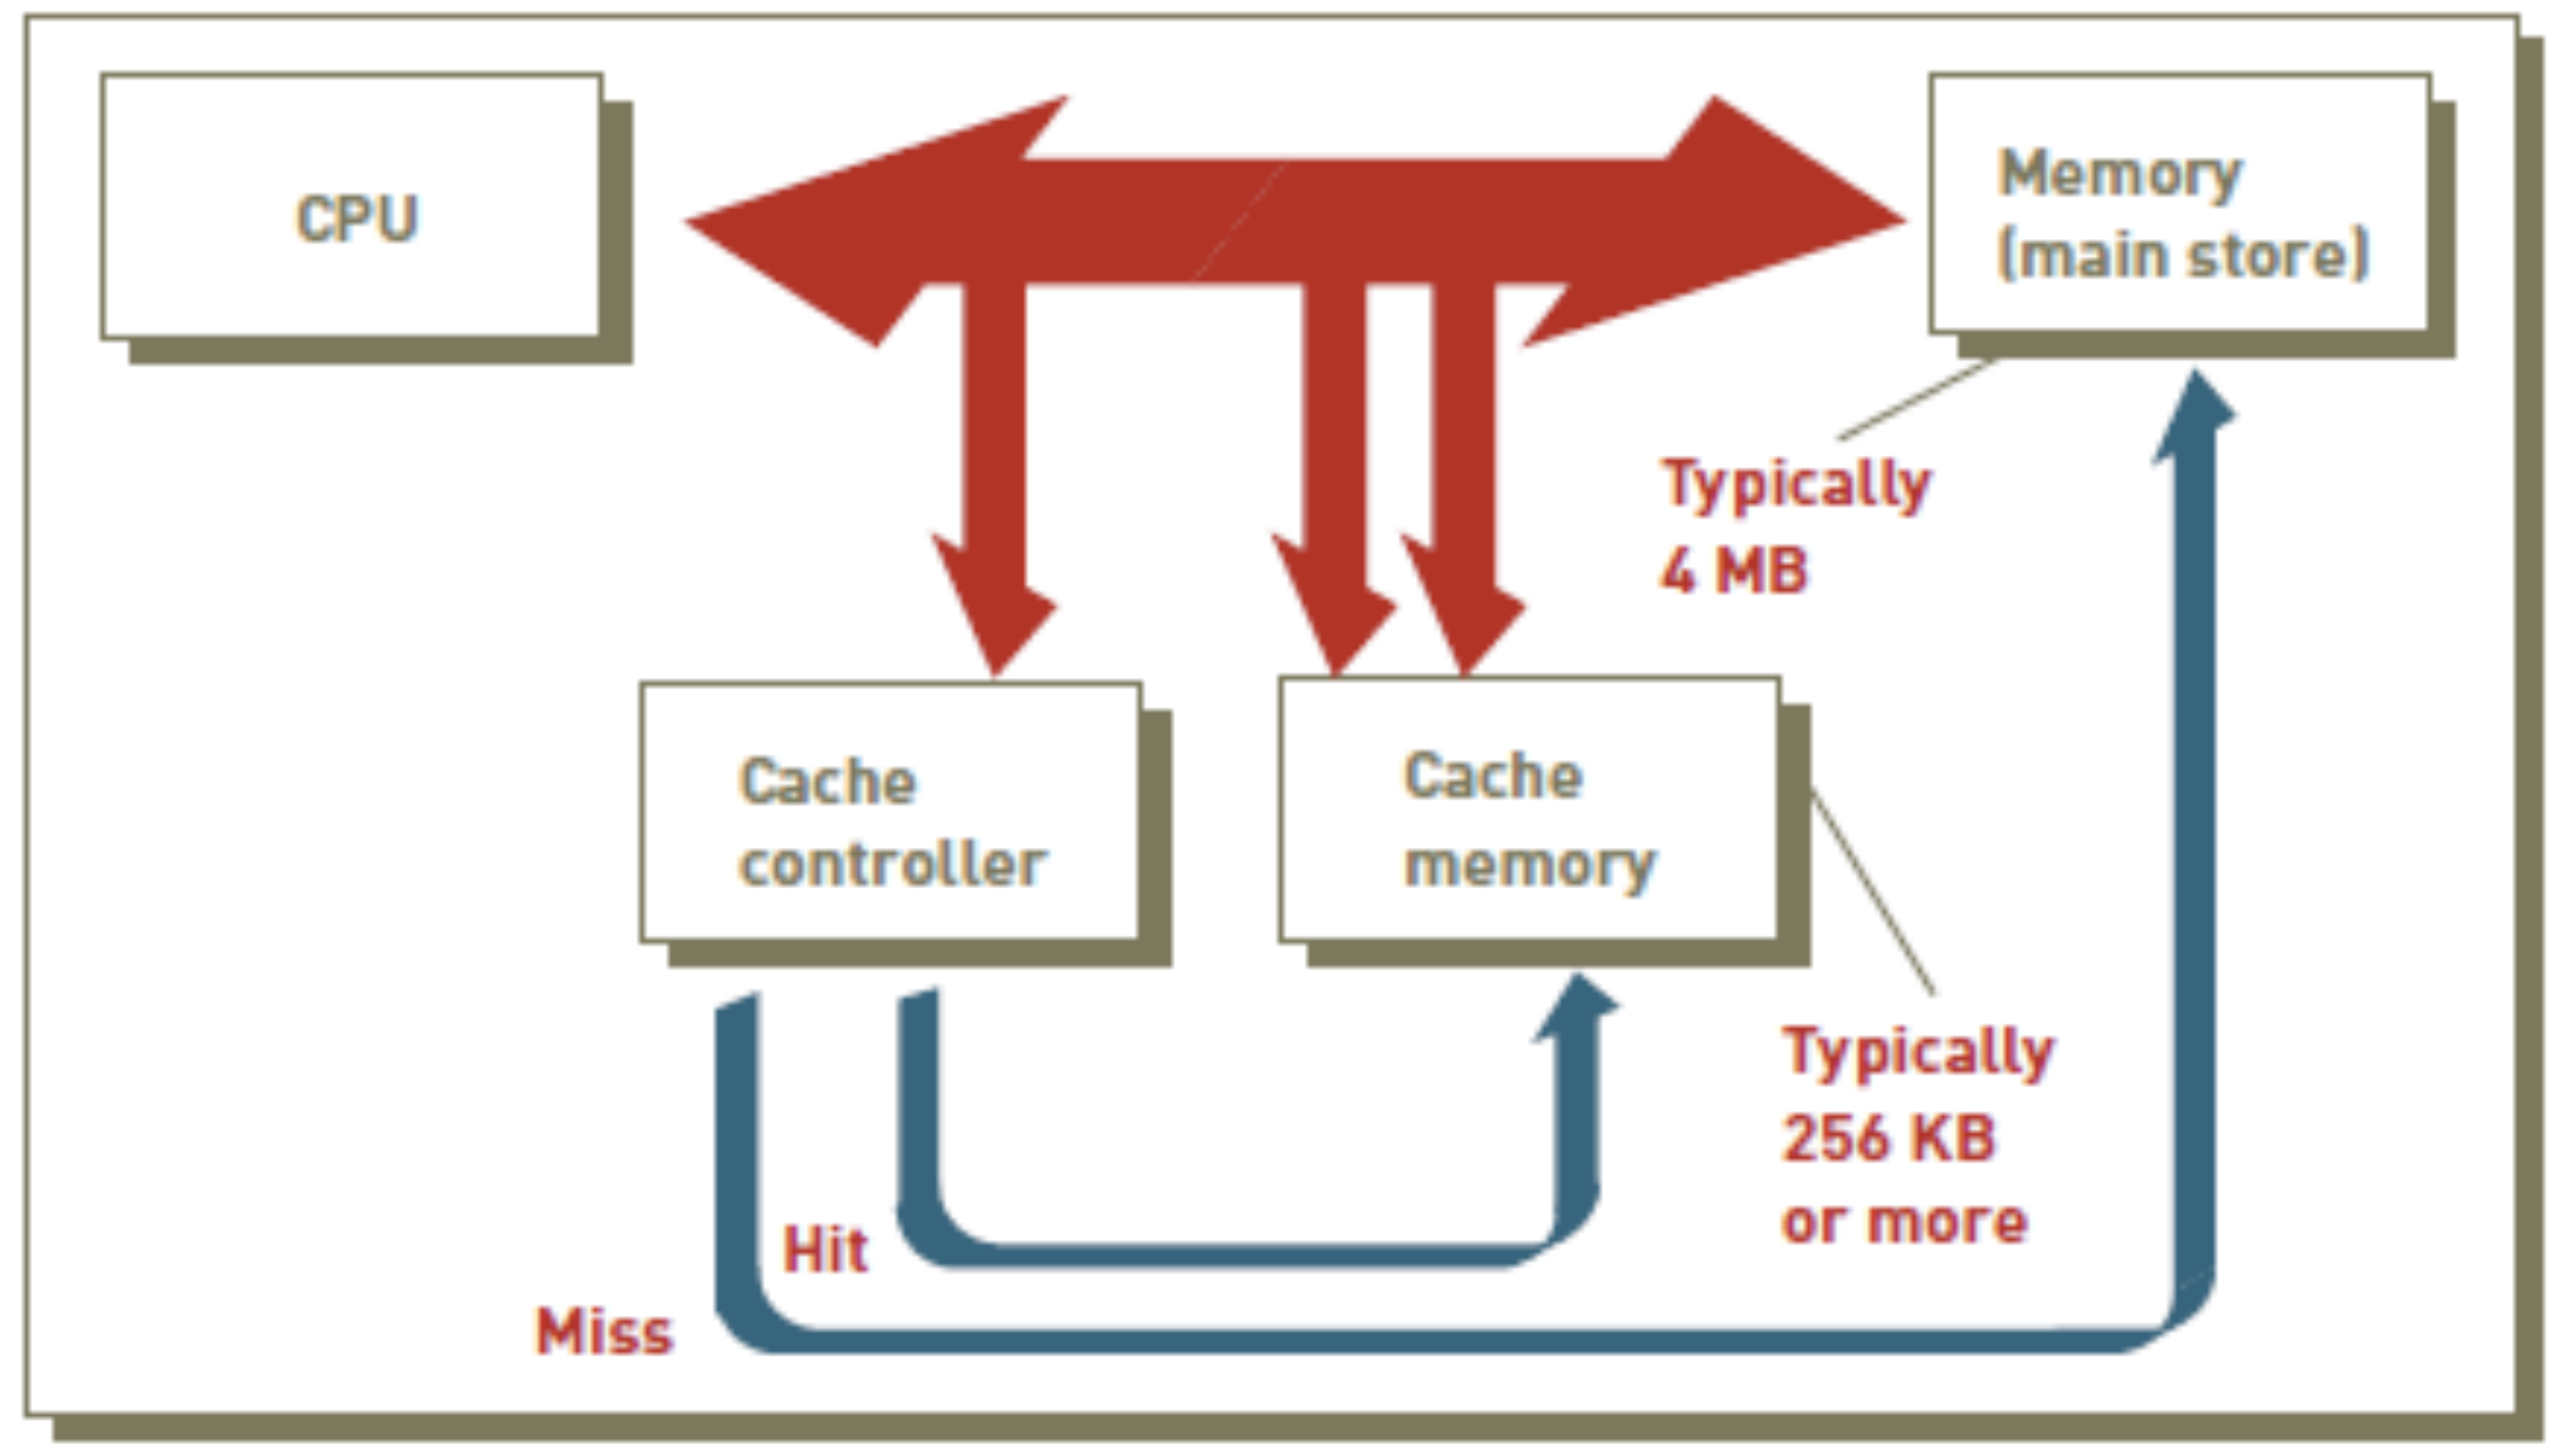 CPU
Memory
(main store)
Typically
4 MB
Cache
controller
Cache
memory
Typically
256 KB
or more
Hit
Miss